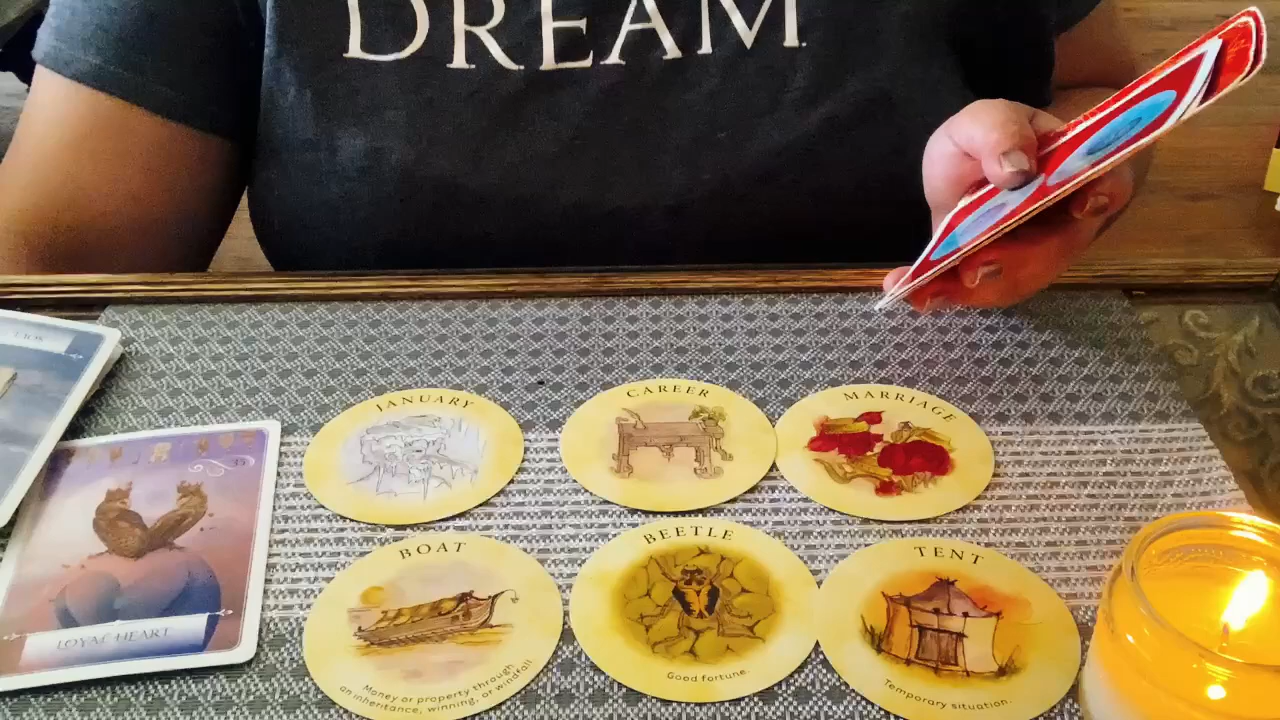 DREAM
JANUARY
CAREER
MARRIAGE
35
LOYAL HEART
BOAT
Money or property through
an inheritance, winning, or windfall.
BEETLE
Good fortune.
TENT
Temporary situation.